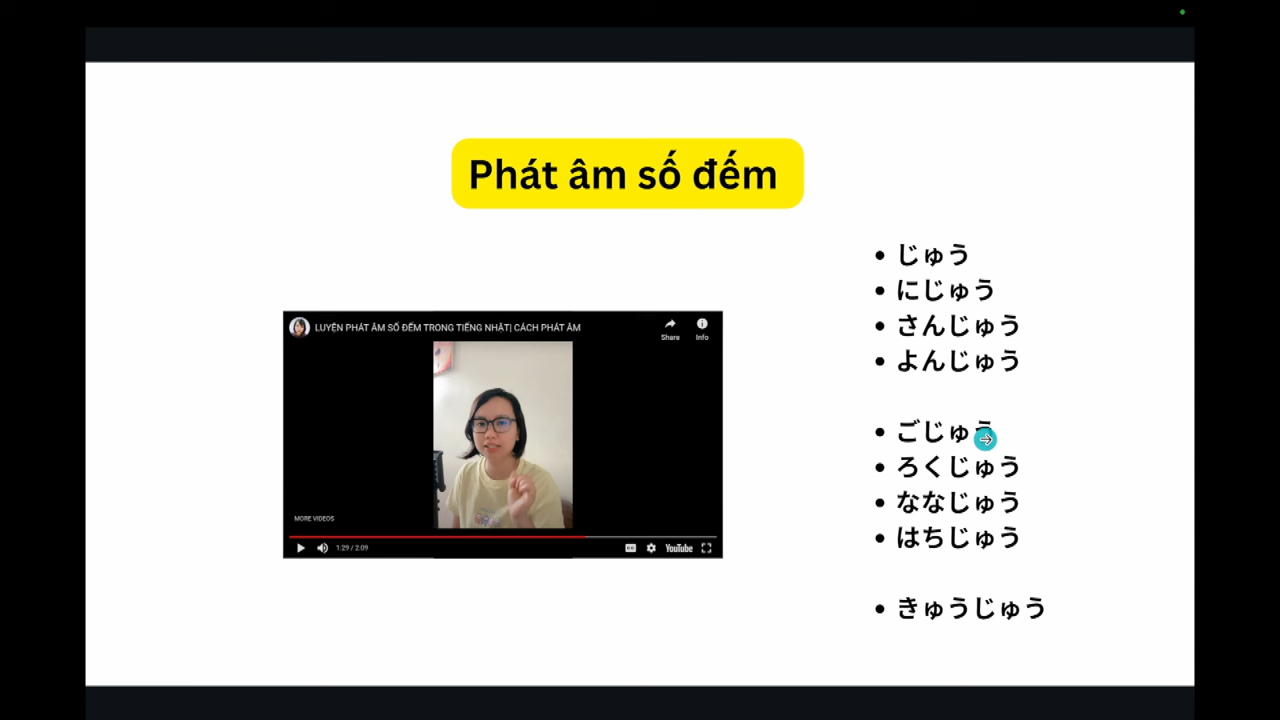 Phát âm số đếm
LUYỆN PHÁT ÂM SỐ ĐẾM TRONG TIẾNG NHẬT| CÁCH PHÁT ÂM
Share
Info
MORE VIDEOS
1:29 / 2:09
CC
YouTube
• じゅう
• にじゅう
• さんじゅう
• よんじゅう
• ごじゅう
• ろくじゅう
• ななじゅう
• はちじゅう
• きゅうじゅう